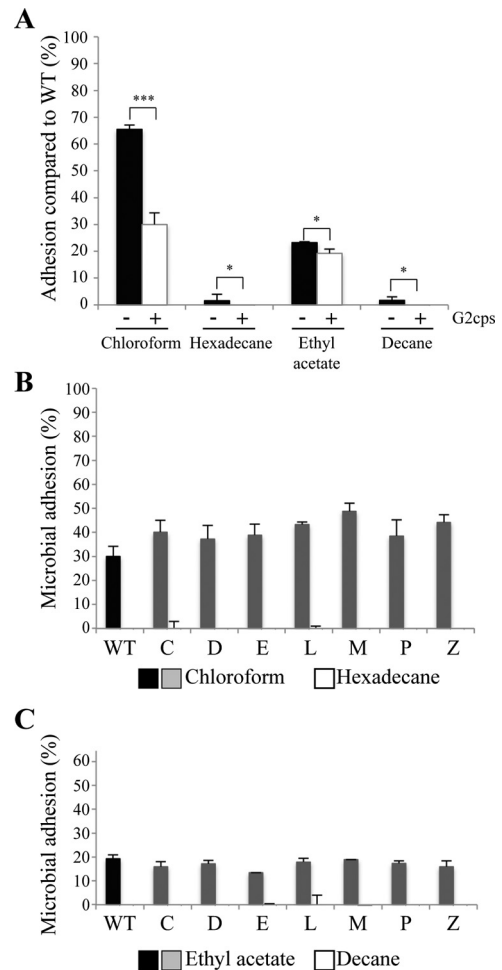 A
Adhesion compared to WT (%)
100
90
80
70
60
50
40
30
20
10
0
***
*
*
*
- + - + - + - + G2cps
Chloroform Hexadecane Ethyl acetate Decane
B
Microbial adhesion (%)
100
90
80
70
60
50
40
30
20
10
0
WT C D E L M P Z
Chloroform Hexadecane
C
Microbial adhesion (%)
60
50
40
30
20
10
0
WT C D E L M P Z
Ethyl acetate Decane